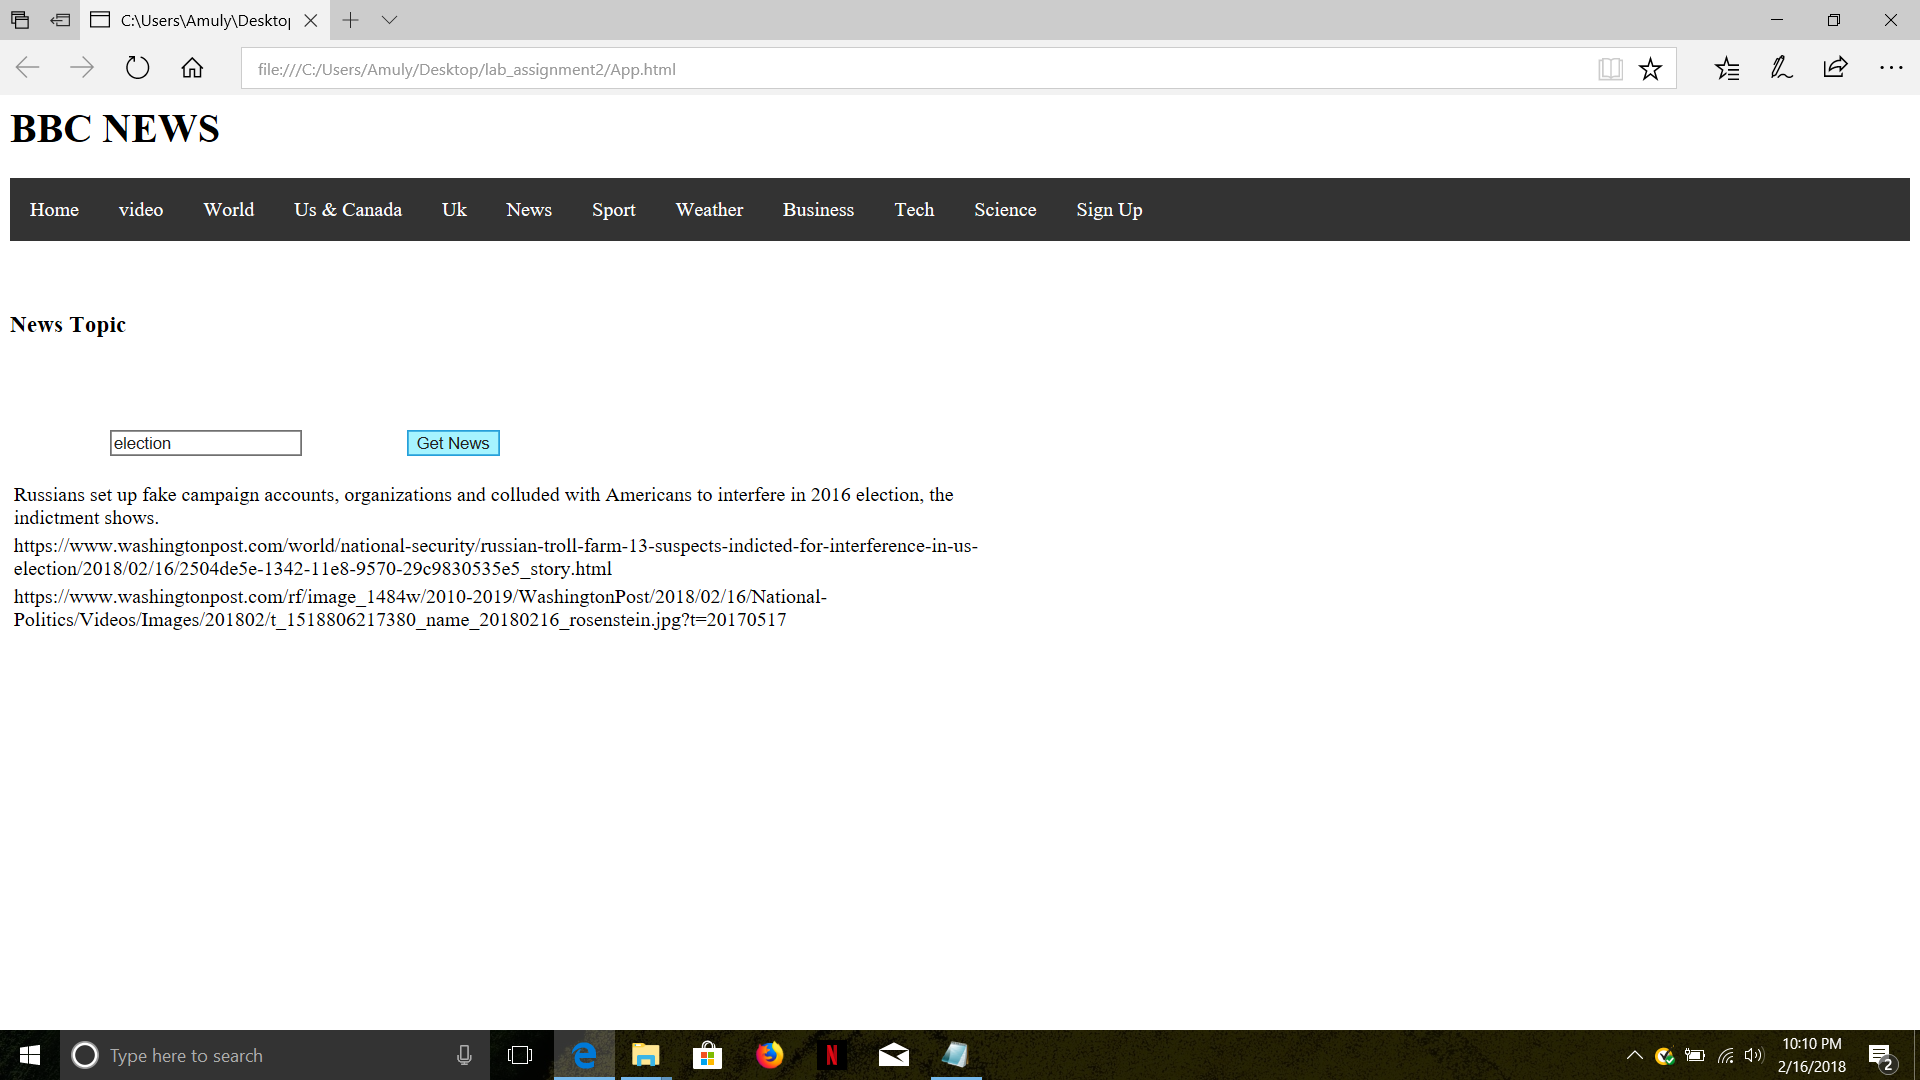 C:\Users\Amuly\Desktop
file:///C:/Users/Amuly/Desktop/lab_assignment2/App.html
BBC NEWS
Home video World Us & Canada Uk News Sport Weather Business Tech Science Sign Up
News Topic
election Get News
Russians set up fake campaign accounts, organizations and colluded with Americans to interfere in 2016 election, the
indictment shows.
https://www.washingtonpost.com/world/national-security/russian-troll-farm-13-suspects-indicted-for-interference-in-us-
election/2018/02/16/2504de5e-1342-11e8-9570-29c9830535e5_story.html
https://www.washingtonpost.com/rf/image_1484w/2010-2019/WashingtonPost/2018/02/16/National-
Politics/Videos/Images/201802/t_1518806217380_name_20180216_rosenstein.jpg?t=20170517
Type here to search
N
10:10 PM
2/16/2018
2